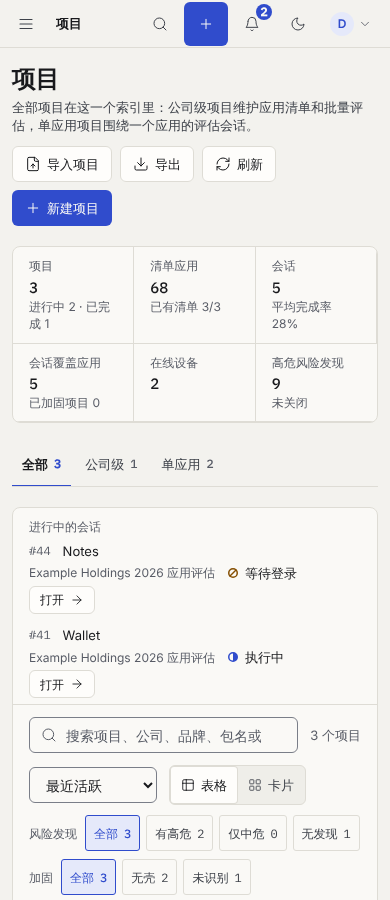 项目
2
D
项目
全部项目在这一个索引里：公司级项目维护应用清单和批量评
估，单应用项目围绕一个应用的评估会话。
导入项目 导出 刷新
新建项目
项目 清单应用 会话
3 68 5
进行中 2 · 已完成 1 已有清单 3/3 平均完成率 28%
会话覆盖应用 在线设备 高危风险发现
5 2 9
已加固项目 0 未关闭
全部 3 公司级 1 单应用 2
进行中的会话
#44 Notes
Example Holdings 2026 应用评估 等待登录
打开
#41 Wallet
Example Holdings 2026 应用评估 执行中
打开
搜索项目、公司、品牌、包名或 3 个项目
最近活跃 表格 卡片
风险发现 全部 3 有高危 2 仅中危 0 无发现 1
加固 全部 3 无壳 2 未识别 1